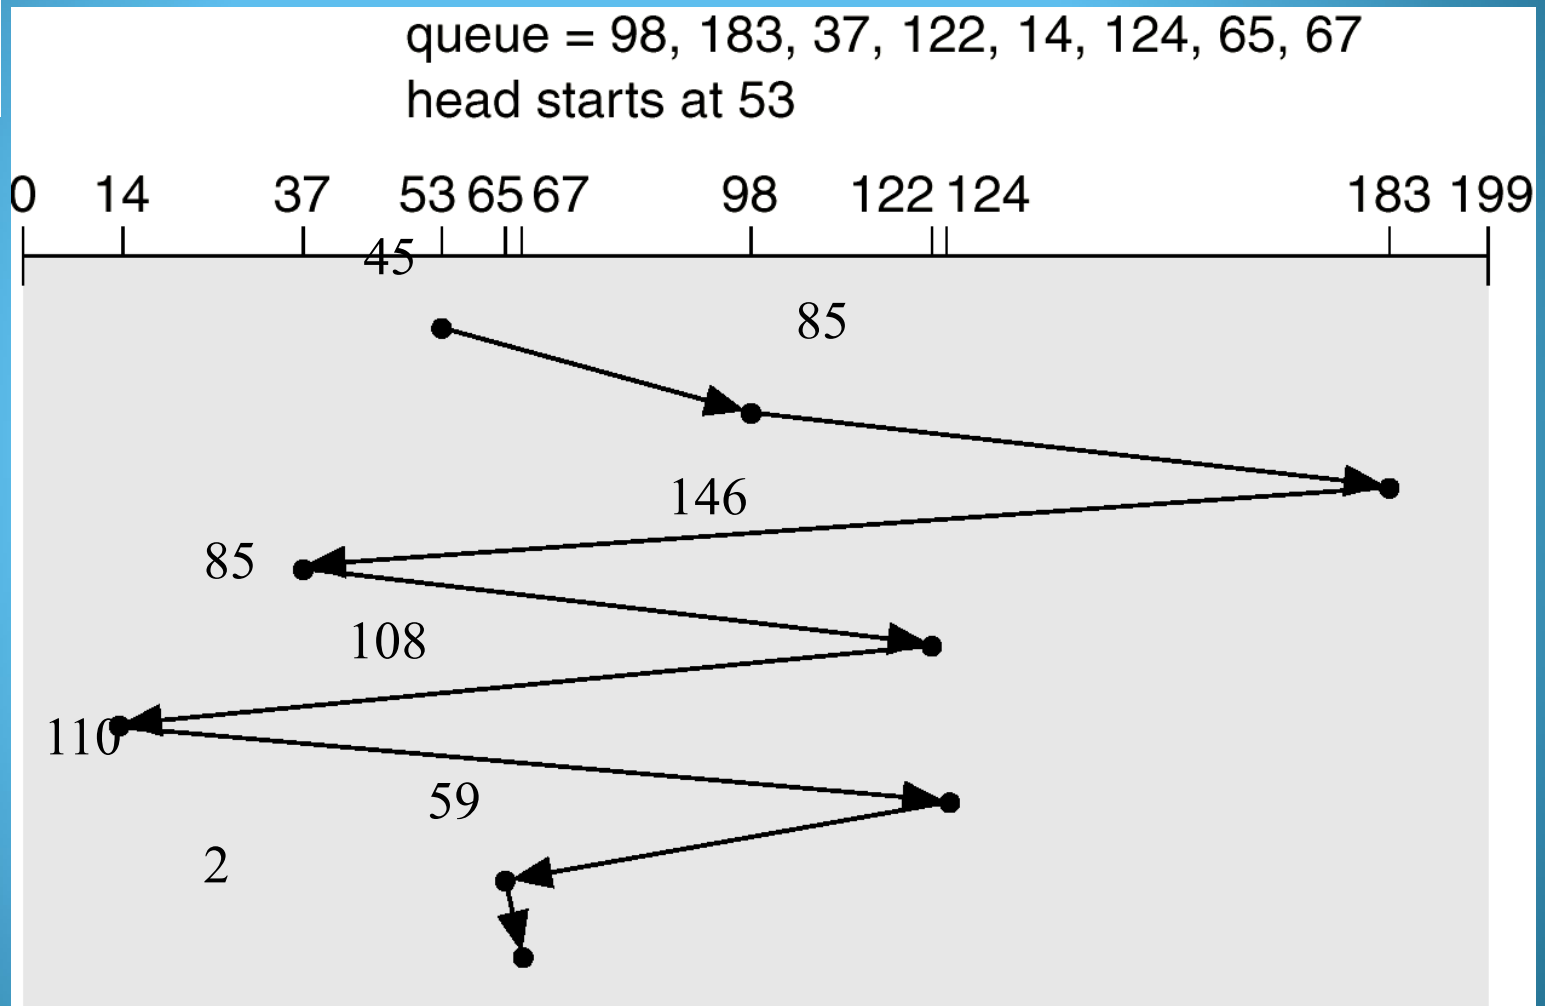 queue = 98, 183, 37, 122, 14, 124, 65, 67
head starts at 53
0 14 37 53 65 67 98 122 124 183 199
45
85
146
85
108
110
59
2